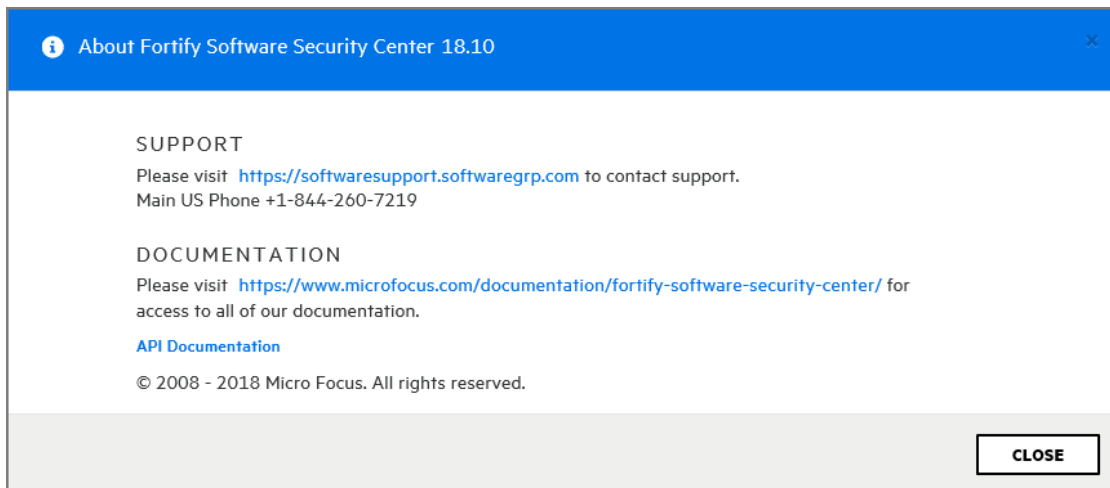 About Fortify Software Security Center 18.10
SUPPORT
Please visit https://softwaresupport.softwaregrp.com to contact support.
Main US Phone +1-844-260-7219
DOCUMENTATION
Please visit https://www.microfocus.com/documentation/fortify-software-security-center/ for
access to all of our documentation.
API Documentation
© 2008 - 2018 Micro Focus. All rights reserved.
CLOSE